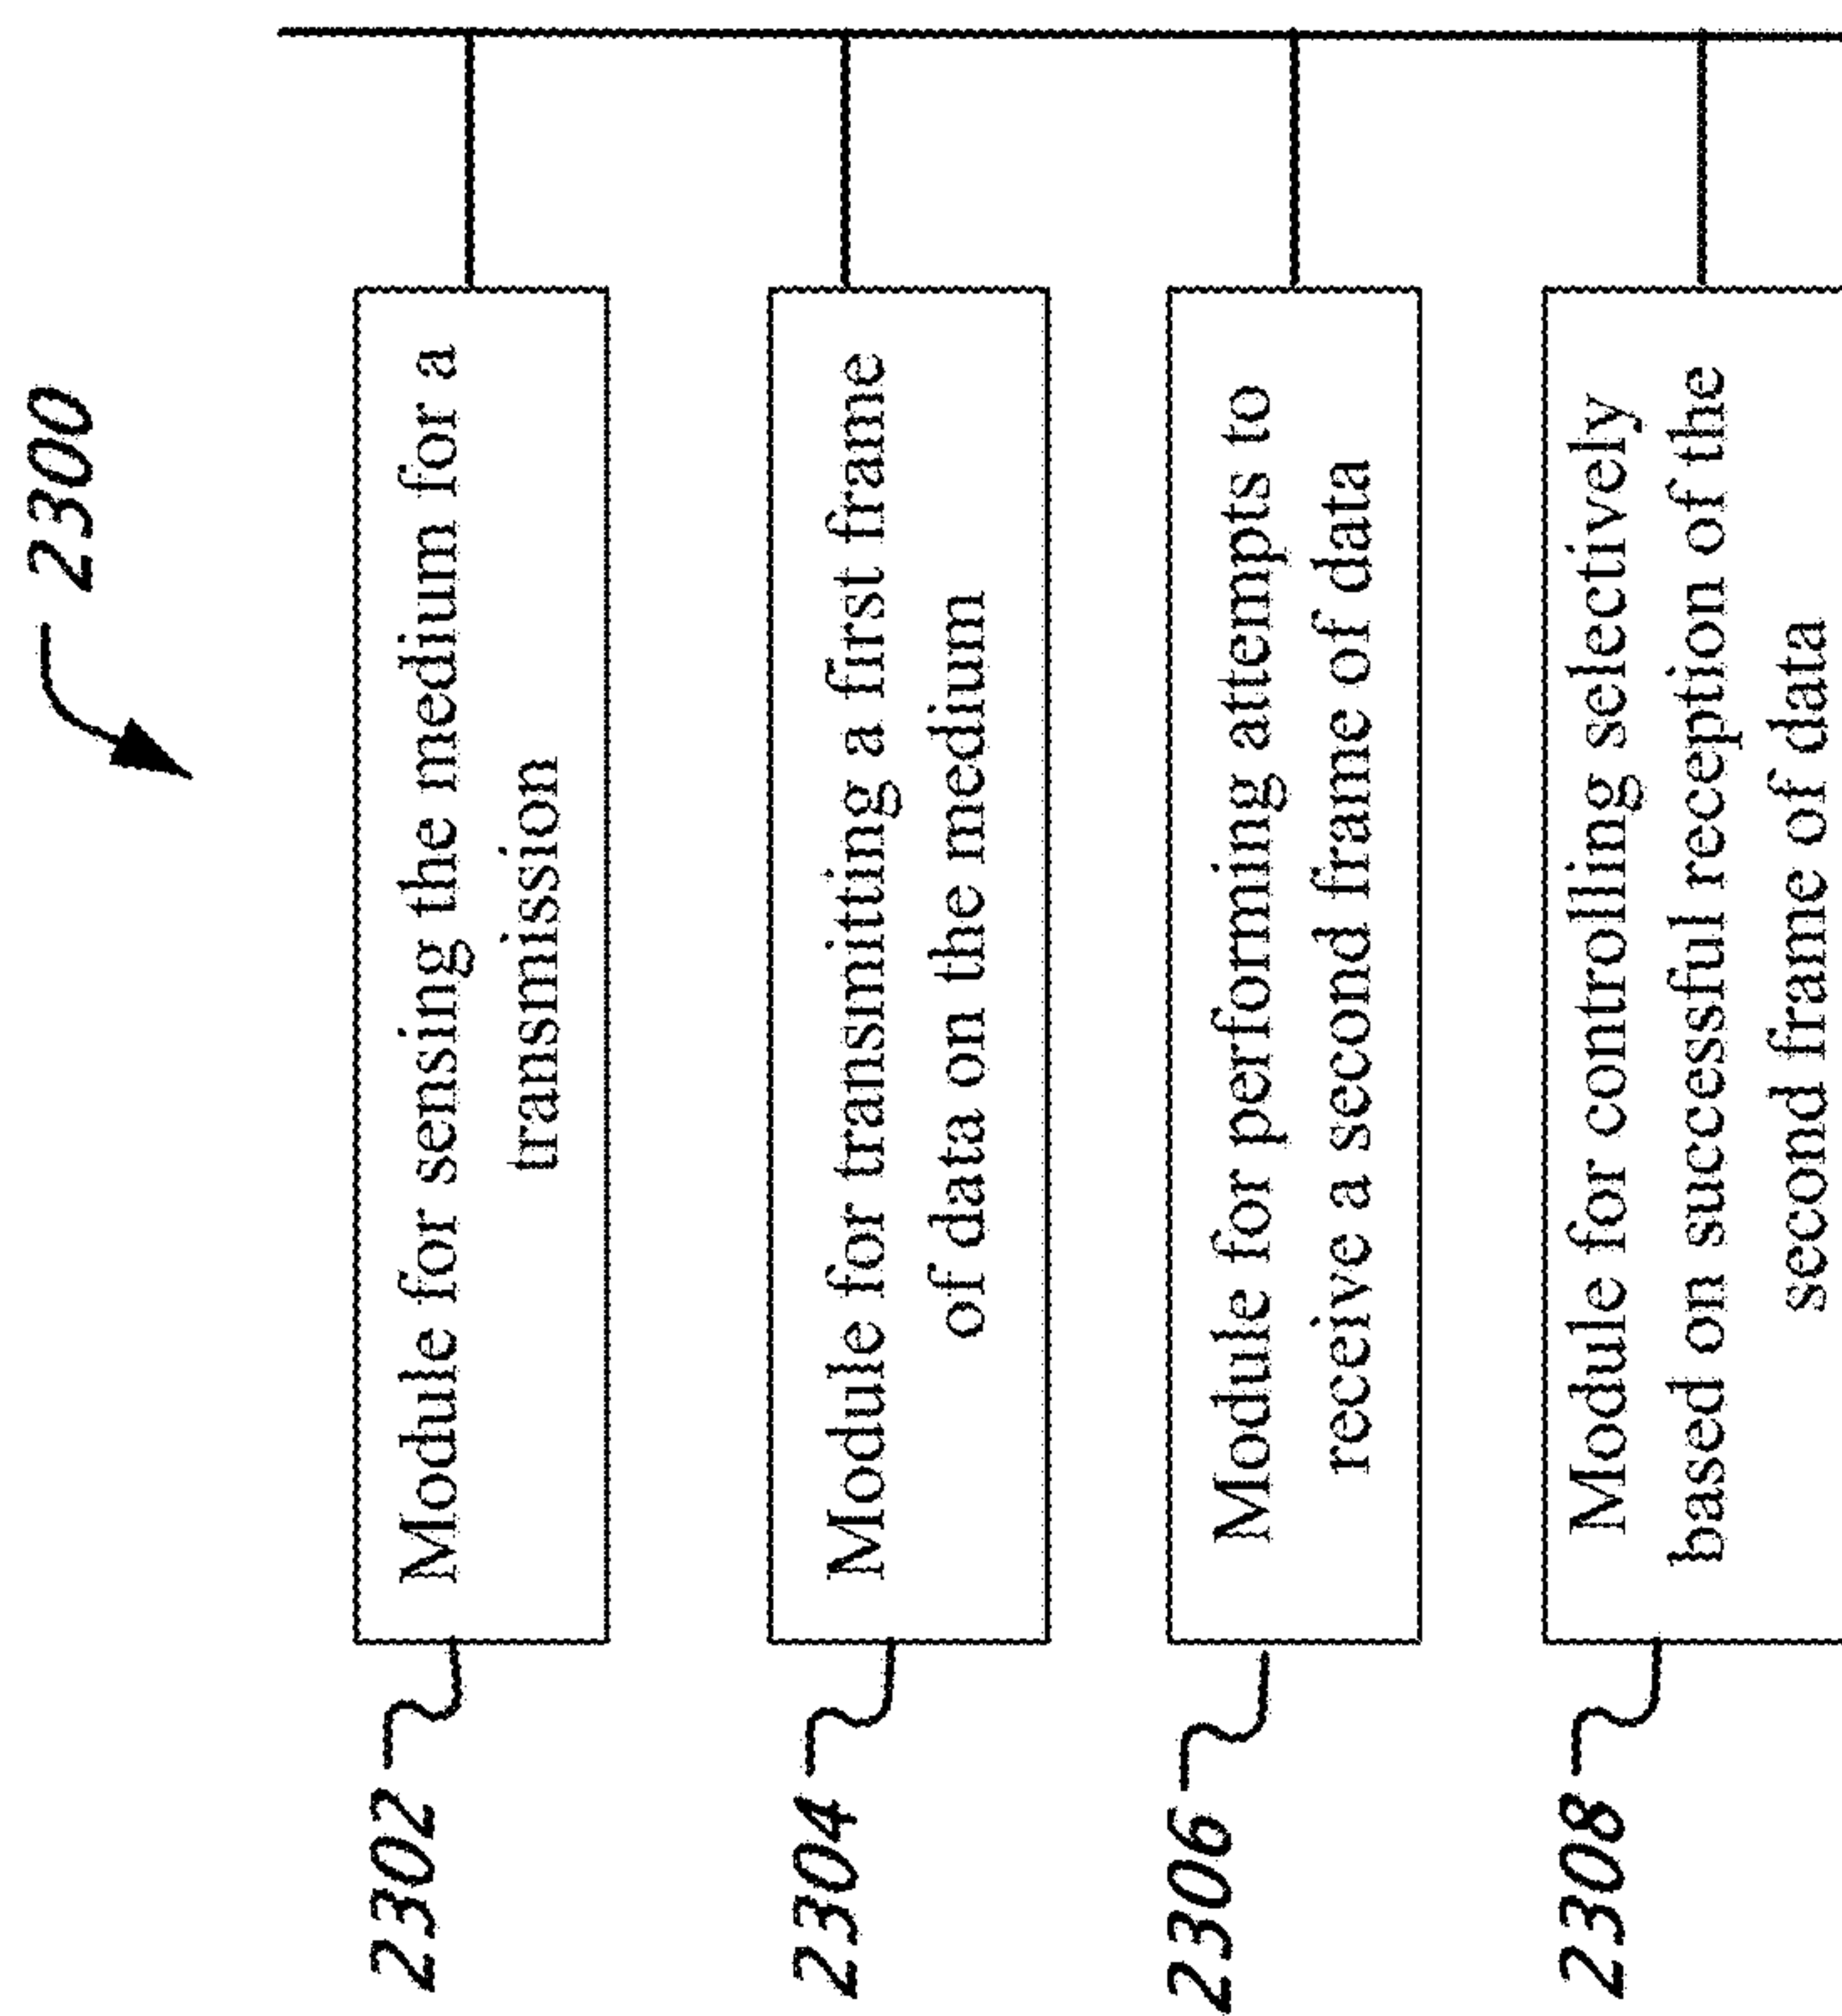 2300
2302
Module for sensing the medium for a
transmission
2304
Module for transmitting a first frame
of data on the medium
2306
Module for performing attempts to
receive a second frame of data
2308
Module for controlling selectively
based on successful reception of the
second frame of data